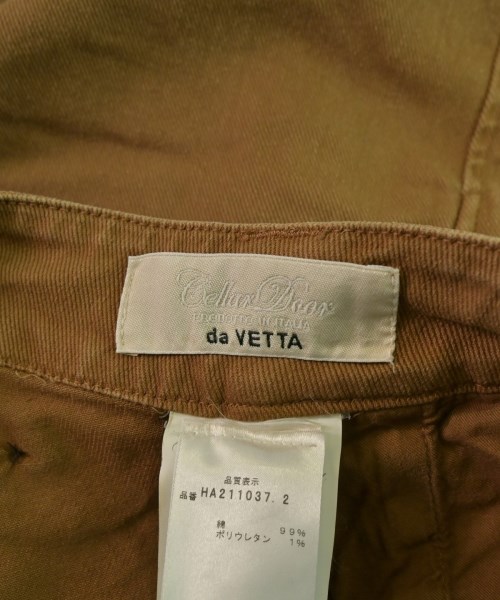 Cellar Door
PRODOTTO IN ITALIA
da VETTA
品質表示
品番 HA211037. 2
綿 99%
ポリウレタン 1%